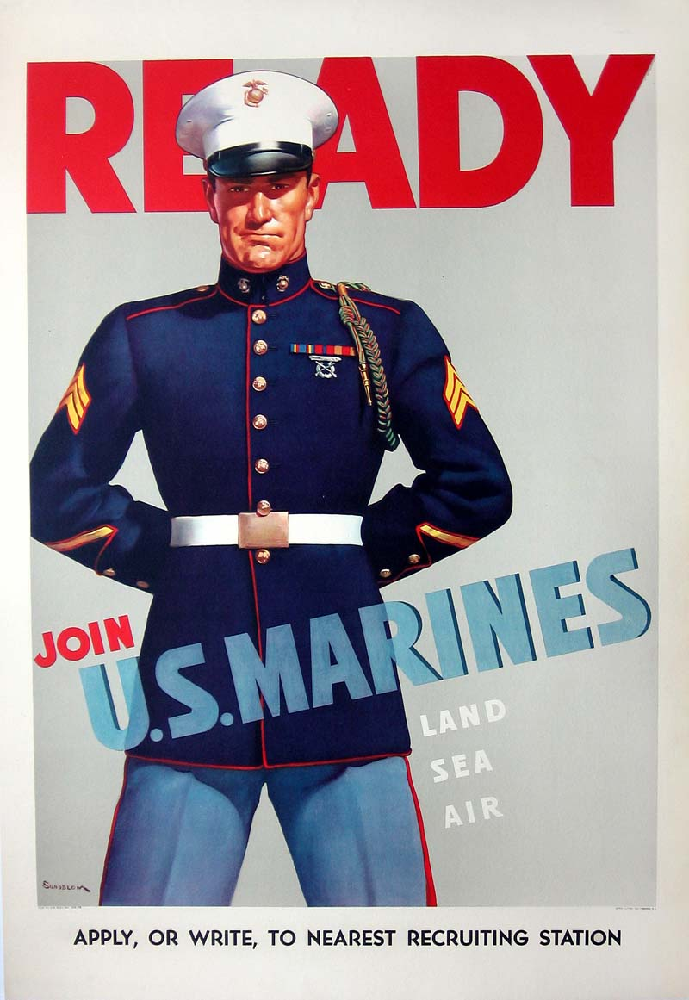 READY
JOIN
U.S. MARINES
LAND
SEA
AIR
SUNDBLOM
APPLY, OR WRITE, TO NEAREST RECRUITING STATION